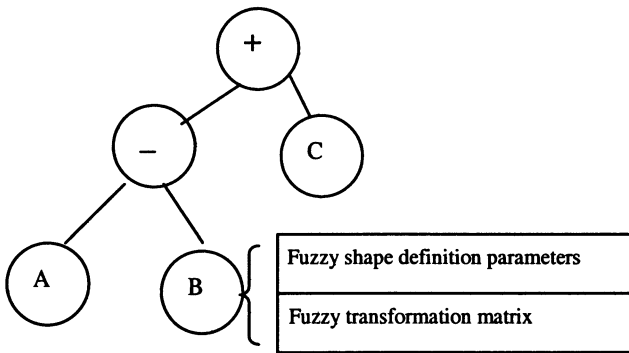 +
−
C
A
B
Fuzzy shape definition parameters
Fuzzy transformation matrix